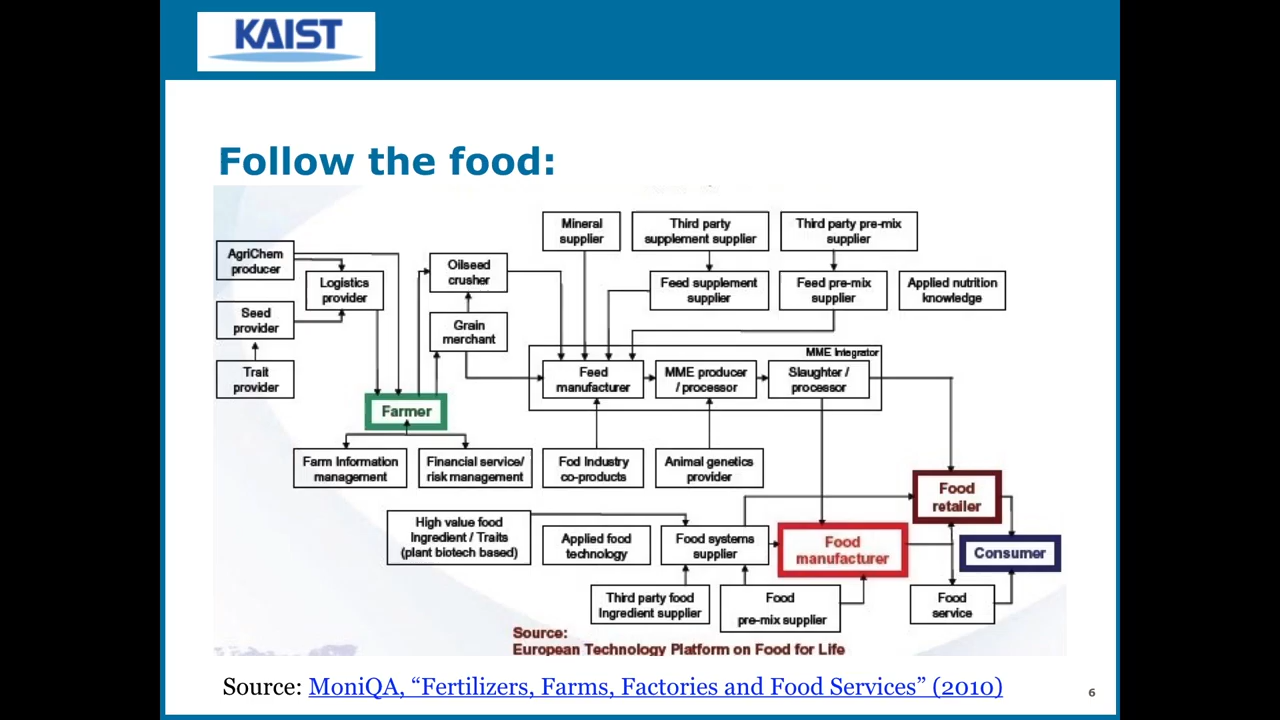 KAIST
Follow the food:
Mineral
supplier
Third party
supplement supplier
Third party pre-mix
supplier
AgriChem
producer
Logistics
provider
Oilseed
crusher
Feed supplement
supplier
Feed pre-mix
supplier
Applied nutrition
knowledge
Seed
provider
Grain
merchant
MME Integrator
Trait
provider
Feed
manufacturer
MME producer
/ processor
Slaughter /
processor
Farmer
Farm Information
management
Financial service/
risk management
Fod Industry
co-products
Animal genetics
provider
Food
retailer
High value food
Ingredient / Traits
(plant biotech based)
Applied food
technology
Food systems
supplier
Food
manufacturer
Consumer
Third party food
Ingredient supplier
Food
pre-mix supplier
Food
service
Source:
European Technology Platform on Food for Life
Source: MoniQA, “Fertilizers, Farms, Factories and Food Services” (2010)
6